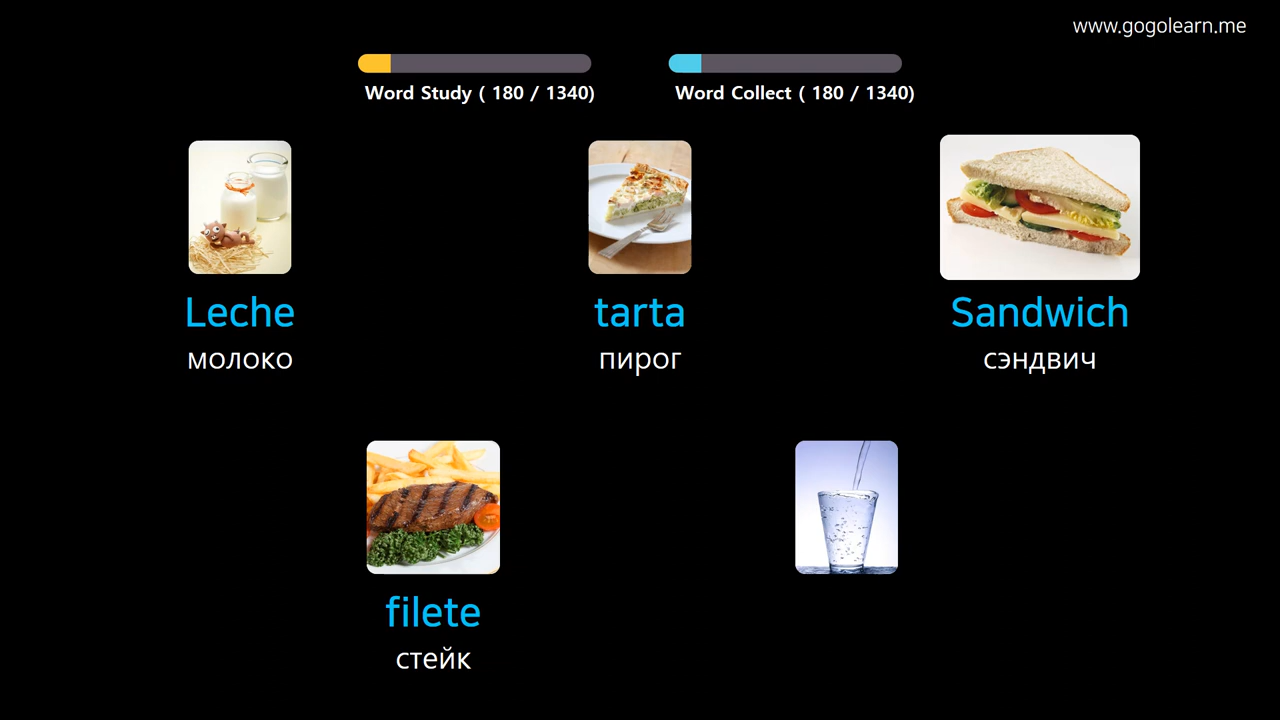 www.gogolearn.me
Word Study ( 180 / 1340)
Word Collect ( 180 / 1340)
Leche
молоко
tarta
пирог
Sandwich
сэндвич
filete
стейк